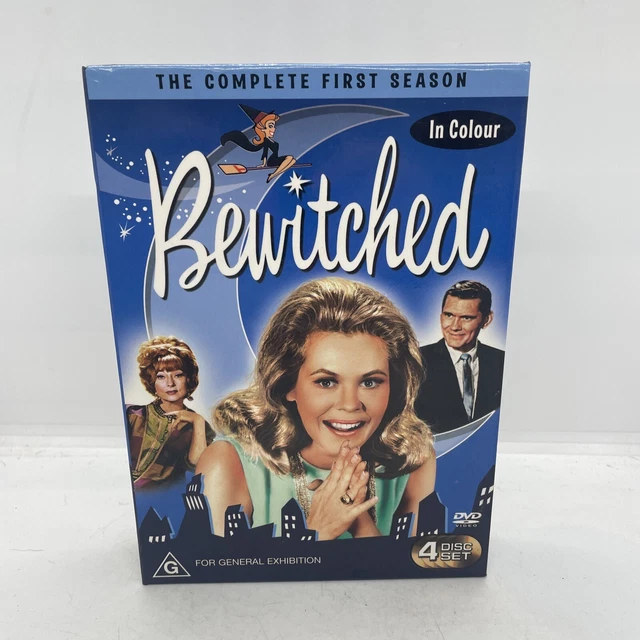 THE COMPLETE FIRST SEASON
In Colour
Bewitched
DVD
VIDEO
4 DISC
SET
G
FOR GENERAL EXHIBITION